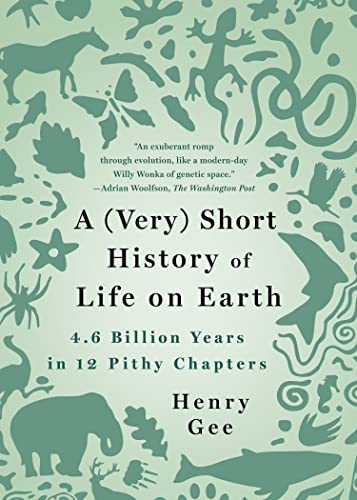 "An exuberant romp
through evolution, like a modern-day
Willy Wonka of genetic space."
—Adrian Woolfson, The Washington Post
A (Very) Short
History of
Life on Earth
4.6 Billion Years
in 12 Pithy Chapters
Henry
Gee